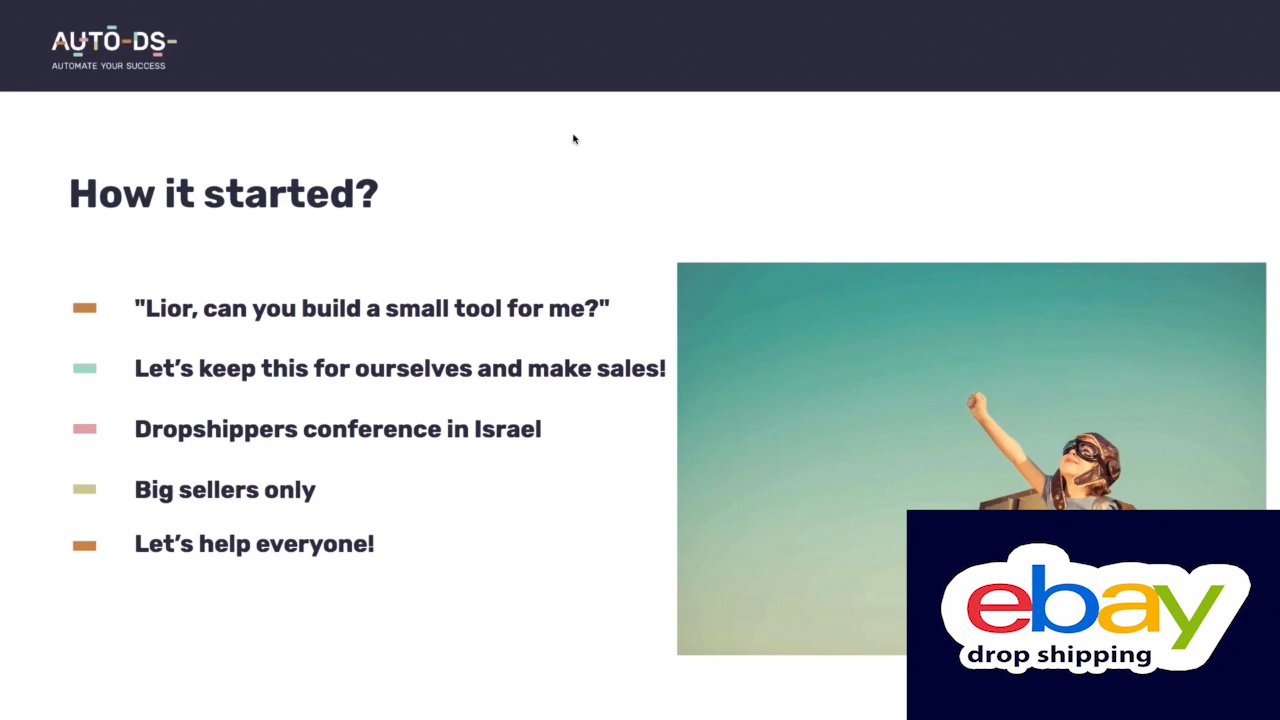 AUTO-DS-
AUTOMATE YOUR SUCCESS
How it started?
"Lior, can you build a small tool for me?"
Let’s keep this for ourselves and make sales!
Dropshippers conference in Israel
Big sellers only
Let’s help everyone!
ebay
drop shipping